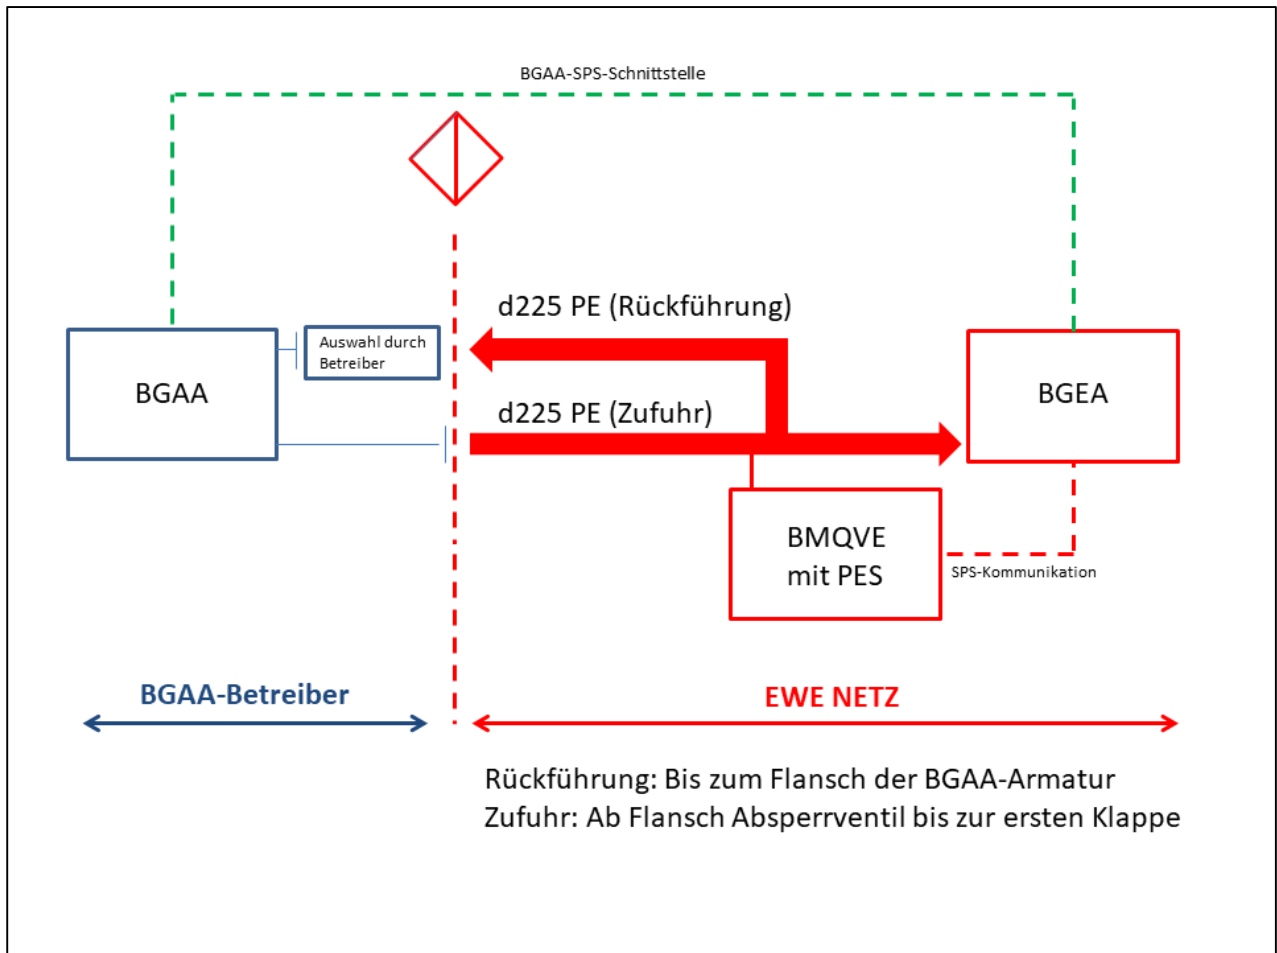 BGAA-SPS-Schnittstelle
d225 PE (Rückführung)
Auswahl durch
Betreiber
BGAA
BGEA
d225 PE (Zufuhr)
BMQVE
mit PES
SPS-Kommunikation
BGAA-Betreiber
EWE NETZ
Rückführung: Bis zum Flansch der BGAA-Armatur
Zufuhr: Ab Flansch Absperrventil bis zur ersten Klappe